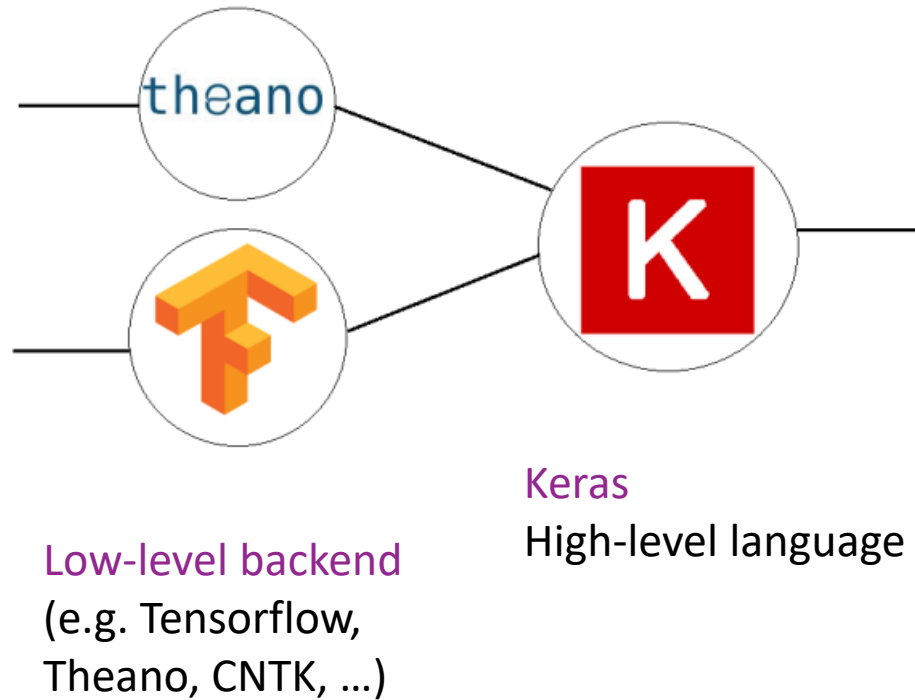 theano
K
Keras
High-level language
Low-level backend
(e.g. Tensorflow,
Theano, CNTK, ...)